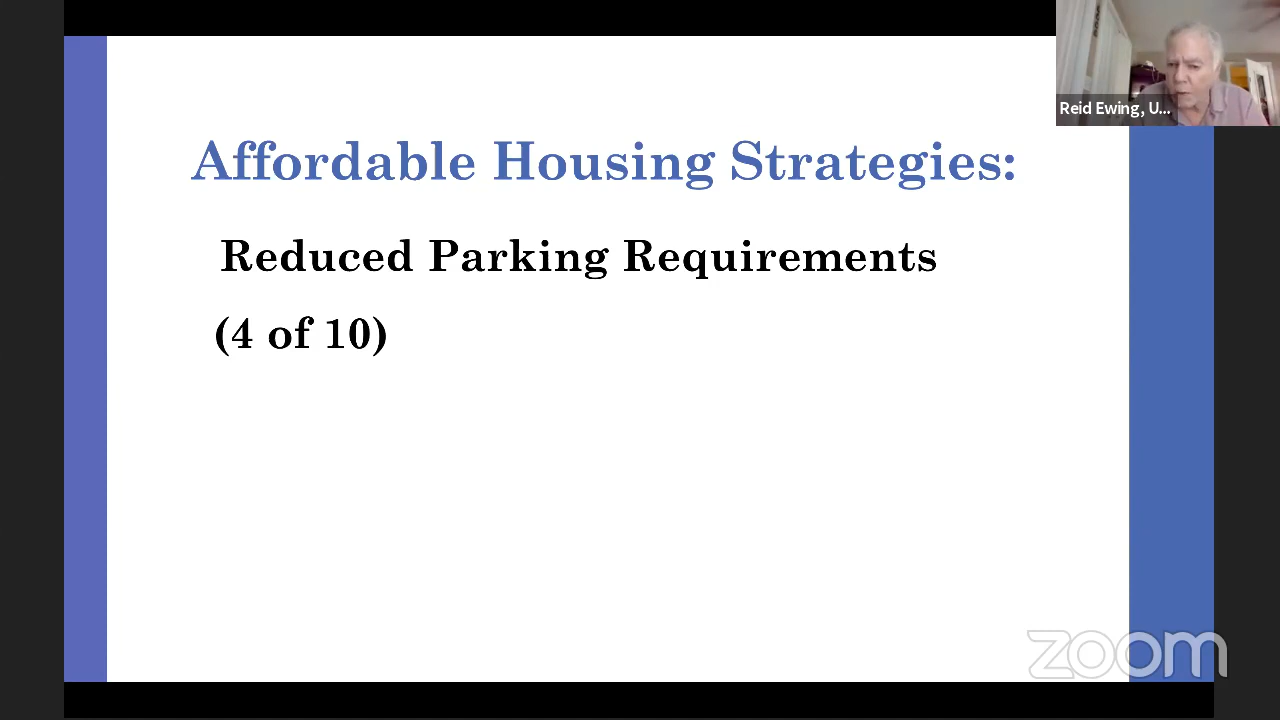 Reid Ewing, U...
Affordable Housing Strategies:
Reduced Parking Requirements
(4 of 10)
zoom